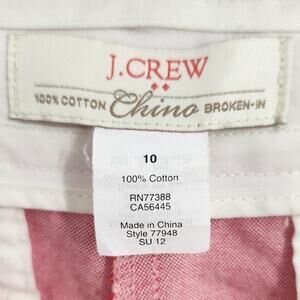 J.CREW
100% COTTON Chino BROKEN-IN
10
100% Cotton
RN77388
CA56445
Made in China
Style 77948
SU 12